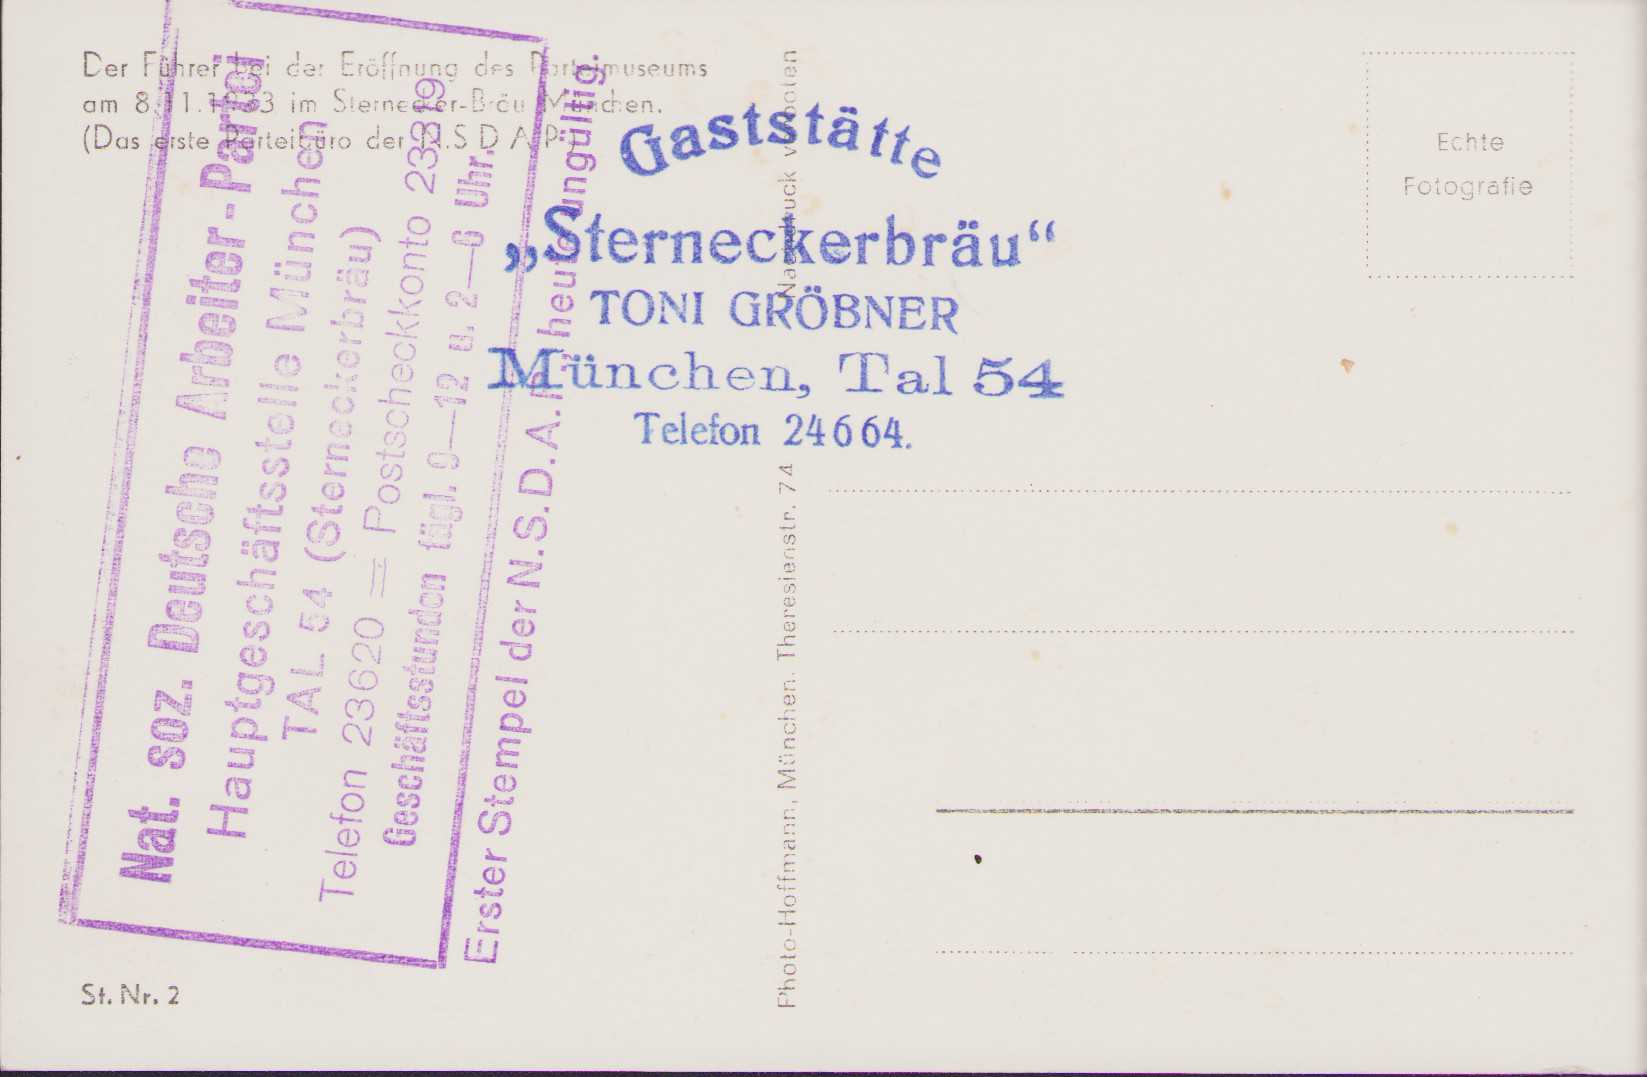 Der Führer bei der Eröffnung des Parteimuseums
am 8.11.1933 im Sternecker-Bräu München.
(Das erste Parteibüro der N.S D A P.)
Nat. soz. Deutsche Arbeiter-Partei
Hauptgeschäftsstelle München
TAL 54 (Sterneckerbräu)
Telefon 23620 = Postscheckkonto 23319
Geschäftsstunden tägl. 9—12 u. 2—6 Uhr.
Erster Stempel der N.S.D.A.P. heute ungültig.
Gaststätte
„Sterneckerbräu“
TONI GRÖBNER
München, Tal 54
Telefon 24664.
Photo-Hoffmann, München. Theresienstr. 74
Nachdruck verboten
Echte
Fotografie
St. Nr. 2